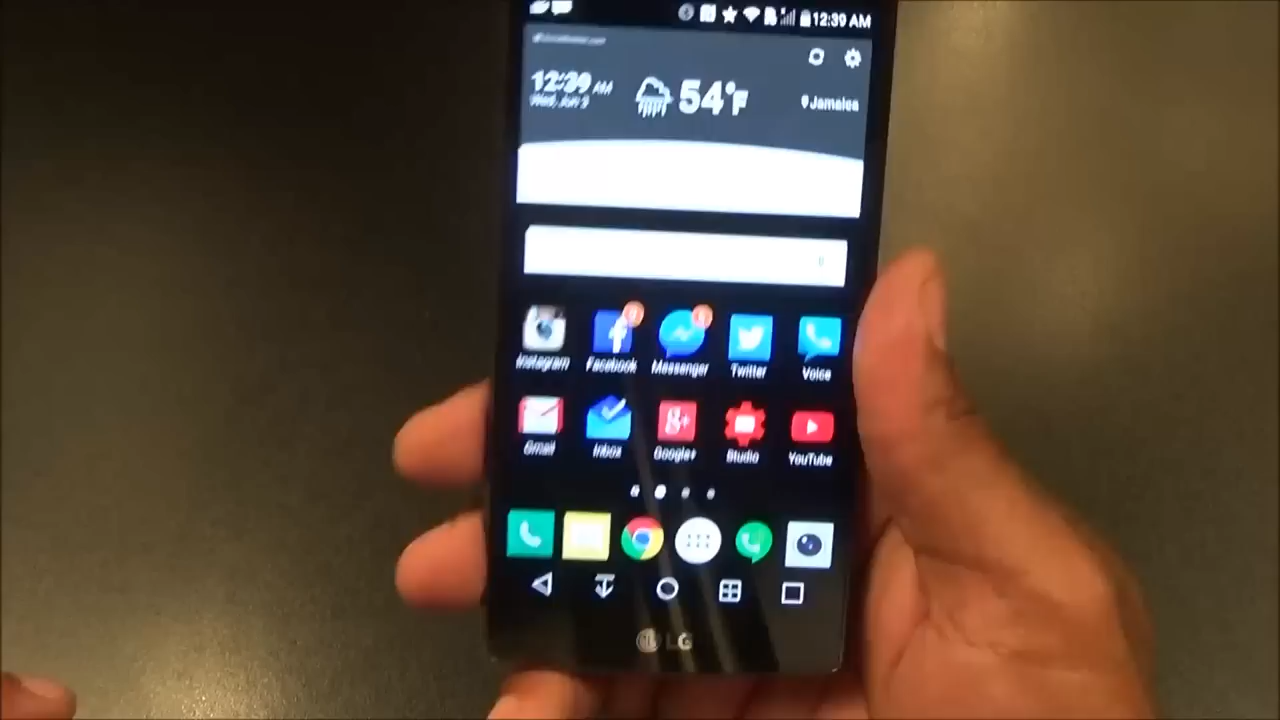 12:39 AM
12:39 AM
54°F
Jamaica
Wed, Jun 3
Instagram Facebook Messenger Twitter Voice
Gmail Inbox Google+ Studio YouTube
LG